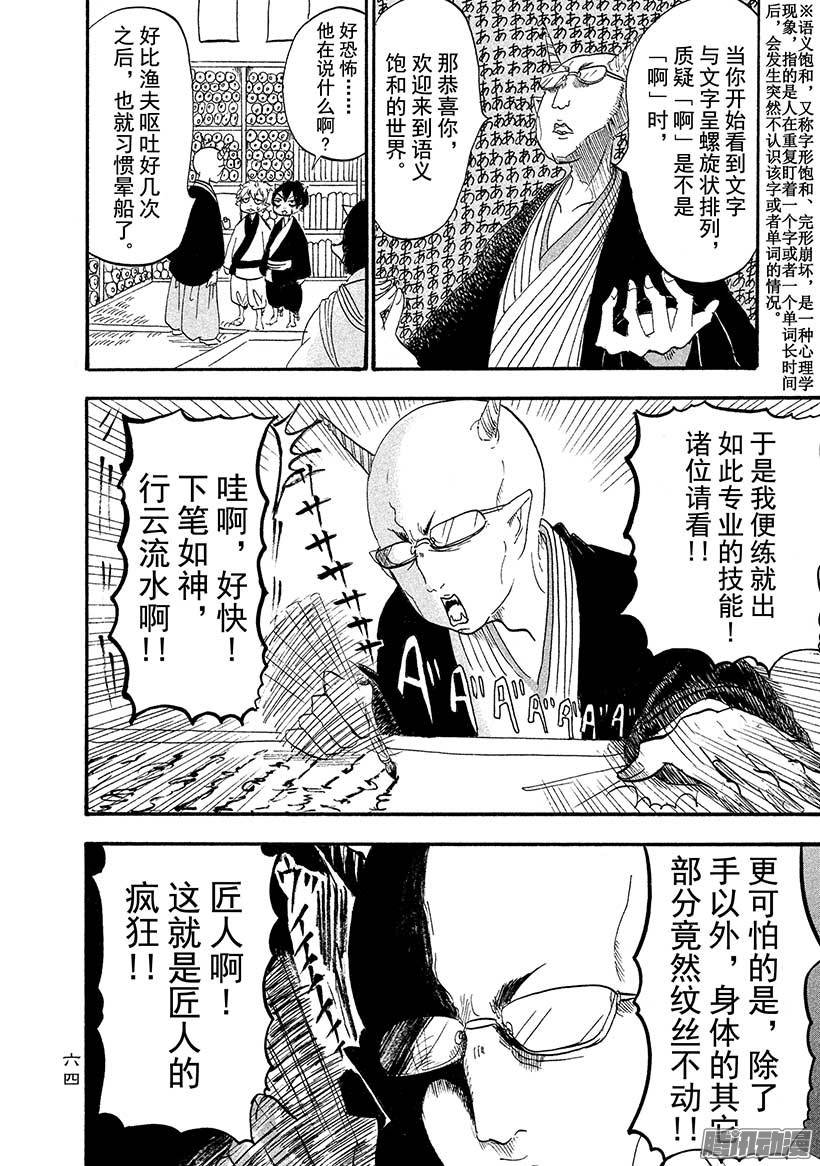 ※语义饱和，又称字形饱和、完形崩坏，是一种心理学
现象，指的是人在重复盯着一个字或者一个单词长时间
后，会发生突然不认识该字或者单词的情况。
当你开始看到文字
与文字呈螺旋状排列，
质疑「啊」是不是
「啊」时，
那恭喜你，
欢迎来到语义
饱和的世界。
好恐怖……
他在说什么啊？
好比渔夫呕吐好几次
之后，也就习惯晕船了。
于是我便练就出
如此专业的技能！
诸位请看！！
哇啊，好快！
下笔如神，
行云流水啊！！
更可怕的是，除了
手以外，身体的其它
部分竟然纹丝不动！！
匠人啊！
这就是匠人的
疯狂！！
六四
腾讯动漫